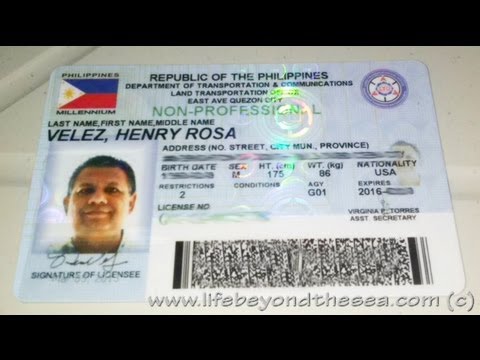 PHILIPPINES
MILLENNIUM
REPUBLIC OF THE PHILIPPINES
DEPARTMENT OF TRANSPORTATION & COMMUNICATIONS
LAND TRANSPORTATION OFFICE
EAST AVE QUEZON CITY
NON-PROFESSIONAL
LAST NAME,FIRST NAME,MIDDLE NAME
VELEZ, HENRY ROSA
ADDRESS (NO. STREET, CITY MUN., PROVINCE)
BIRTH DATE SEX HT. (cm) WT. (kg) NATIONALITY
M 175 86 USA
RESTRICTIONS CONDITIONS AGY EXPIRES
2 G01 2016
LICENSE NO
VIRGINIA P. TORRES
ASST. SECRETARY
SIGNATURE OF LICENSEE
www.lifebeyondthesea.com (c)